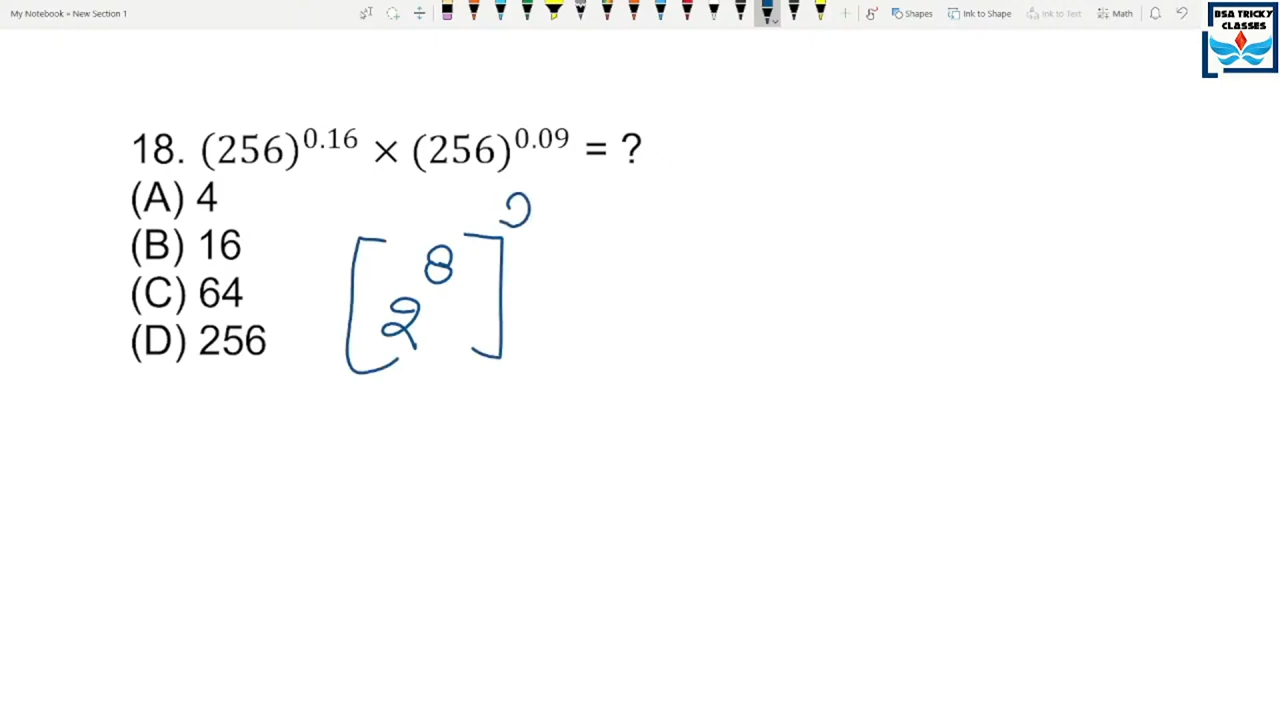 My Notebook » New Section 1
Shapes
Ink to Shape
Ink to Text
Math
BSA TRICKY
CLASSES
18. (256)^0.16 × (256)^0.09 = ?
(A) 4
(B) 16
(C) 64
(D) 256
[2^8]